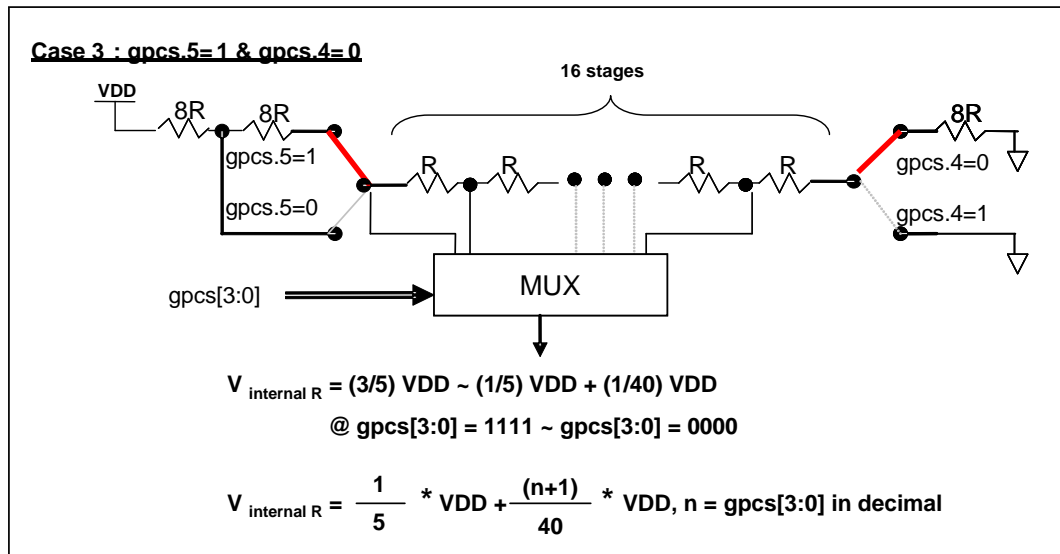 Case 3 : gpcs.5=1 & gpcs.4=0
16 stages
VDD
8R 8R 8R
gpcs.5=1 gpcs.4=0
R R R R
gpcs.5=0 gpcs.4=1
MUX
gpcs[3:0]
V internal R = (3/5) VDD ~ (1/5) VDD + (1/40) VDD
@ gpcs[3:0] = 1111 ~ gpcs[3:0] = 0000
V internal R = 1/5 * VDD + (n+1)/40 * VDD, n = gpcs[3:0] in decimal